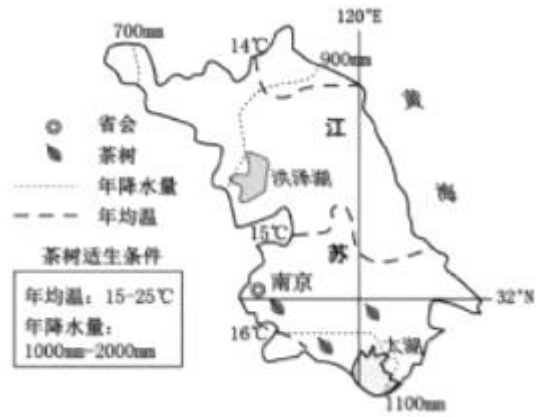 120°E
700mm
14℃
900mm
黄
海
江
苏
省会
茶树
年降水量
年均温
洪泽湖
15℃
茶树适生条件
年均温：15-25℃
年降水量：
1000mm-2000mm
南京
32°N
16℃
太湖
1100mm